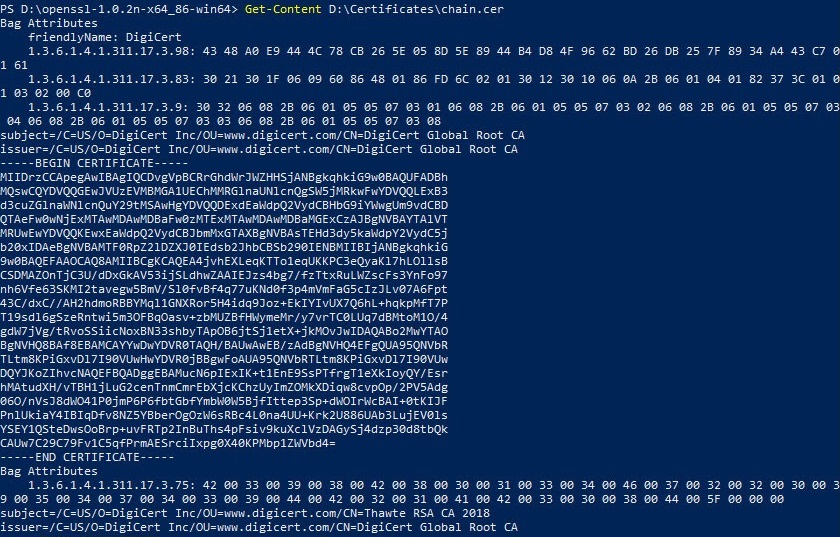 PS D:\openssl-1.0.2n-x64_86-win64> Get-Content D:\Certificates\chain.cer
Bag Attributes
friendlyName: DigiCert
1.3.6.1.4.1.311.17.3.98: 43 48 A0 E9 44 4C 78 CB 26 5E 05 8D 5E 89 44 B4 D8 4F 96 62 BD 26 DB 25 7F 89 34 A4 43 C7 0
1 61
1.3.6.1.4.1.311.17.3.83: 30 21 30 1F 06 09 60 86 48 01 86 FD 6C 02 01 30 12 30 10 06 0A 2B 06 01 04 01 82 37 3C 01 0
1 03 02 00 C0
1.3.6.1.4.1.311.17.3.9: 30 32 06 08 2B 06 01 05 05 07 03 01 06 08 2B 06 01 05 05 07 03 02 06 08 2B 06 01 05 05 07 03
04 06 08 2B 06 01 05 05 07 03 03 06 08 2B 06 01 05 05 07 03 08
subject=/C=US/O=DigiCert Inc/OU=www.digicert.com/CN=DigiCert Global Root CA
issuer=/C=US/O=DigiCert Inc/OU=www.digicert.com/CN=DigiCert Global Root CA
-----BEGIN CERTIFICATE-----
MIIDrzCCApegAwIBAgIQCDvgVpBCRrGhdWrJWZHHSjANBgkqhkiG9w0BAQUFADBh
MQswCQYDVQQGEwJVUzEVMBMGA1UEChMMRGlnaUNlcnQgSW5jMRkwFwYDVQQLExB3
d3cuZGlnaWNlcnQuY29tMSAwHgYDVQQDExdEaWdpQ2VydCBHbG9iYWwgUm9vdCBD
QTAeFw0wNjExMTAwMDAwMDBaFw0zMTExMTAwMDAwMDBaMGExCzAJBgNVBAYTAlVT
MRUwEwYDVQQKEwxEaWdpQ2VydCBJbmMxGTAXBgNVBAsTEHd3dy5kaWdpY2VydC5j
b20xIDAeBgNVBAMTF0RpZ2lDZXJ0IEdsb2JhbCBSb290IENBMIIBIjANBgkqhkiG
9w0BAQEFAAOCAQ8AMIIBCgKCAQEA4jvhEXLeqKTTo1eqUKKPC3eQyaKl7hLOllsB
CSDMAZOnTjC3U/dDxGkAV53ijSLdhwZAAIEJzs4bg7/fzTtxRuLWZscFs3YnFo97
nh6Vfe63SKMI2tavegw5BmV/Sl0fvBf4q77uKNd0f3p4mVmFaG5cIzJLv07A6Fpt
43C/dxC//AH2hdmoRBBYMql1GNXRor5H4idq9Joz+EkIYIvUX7Q6hL+hqkpMfT7P
T19sdl6gSzeRntwi5m3OFBqOasv+zbMUZBfHWymeMr/y7vrTC0LUq7dBMtoM1O/4
gdW7jVg/tRvoSSiicNoxBN33shbyTApOB6jtSj1etX+jkMOvJwIDAQABo2MwYTAO
BgNVHQ8BAf8EBAMCAYYwDwYDVR0TAQH/BAUwAwEB/zAdBgNVHQ4EFgQUA95QNVbR
TLtm8KPiGxvDl7I90VUwHwYDVR0jBBgwFoAUA95QNVbRTLtm8KPiGxvDl7I90VUw
DQYJKoZIhvcNAQEFBQADggEBAMucN6pIExIK+t1EnE9SsPTfrgT1eXkIoyQY/Esr
hMAtudXH/vTBH1jLuG2cenTnmCmrEbXjcKChzUyImZOMkXDiqw8cvpOp/2PV5Adg
06O/nVsJ8dWO41P0jmP6P6fbtGbfYmbW0W5BjfIttep3Sp+dWOIrWcBAI+0tKIJF
PnlUkiaY4IBIqDfv8NZ5YBberOgOzW6sRBc4L0na4UU+Krk2U886UAb3LujEV0ls
YSEY1QSteDwsOoBrp+uvFRTp2InBuThs4pFsiv9kuXclVzDAGySj4dzp30d8tbQk
CAUw7C29C79Fv1C5qfPrmAESrciIxpg0X40KPMbp1ZWVbd4=
-----END CERTIFICATE-----
Bag Attributes
1.3.6.1.4.1.311.17.3.75: 42 00 33 00 39 00 38 00 42 00 38 00 30 00 31 00 33 00 34 00 46 00 37 00 32 00 32 00 30 00 3
9 00 35 00 34 00 37 00 34 00 33 00 39 00 44 00 42 00 32 00 31 00 41 00 42 00 33 00 30 00 38 00 44 00 5F 00 00 00
subject=/C=US/O=DigiCert Inc/OU=www.digicert.com/CN=Thawte RSA CA 2018
issuer=/C=US/O=DigiCert Inc/OU=www.digicert.com/CN=DigiCert Global Root CA